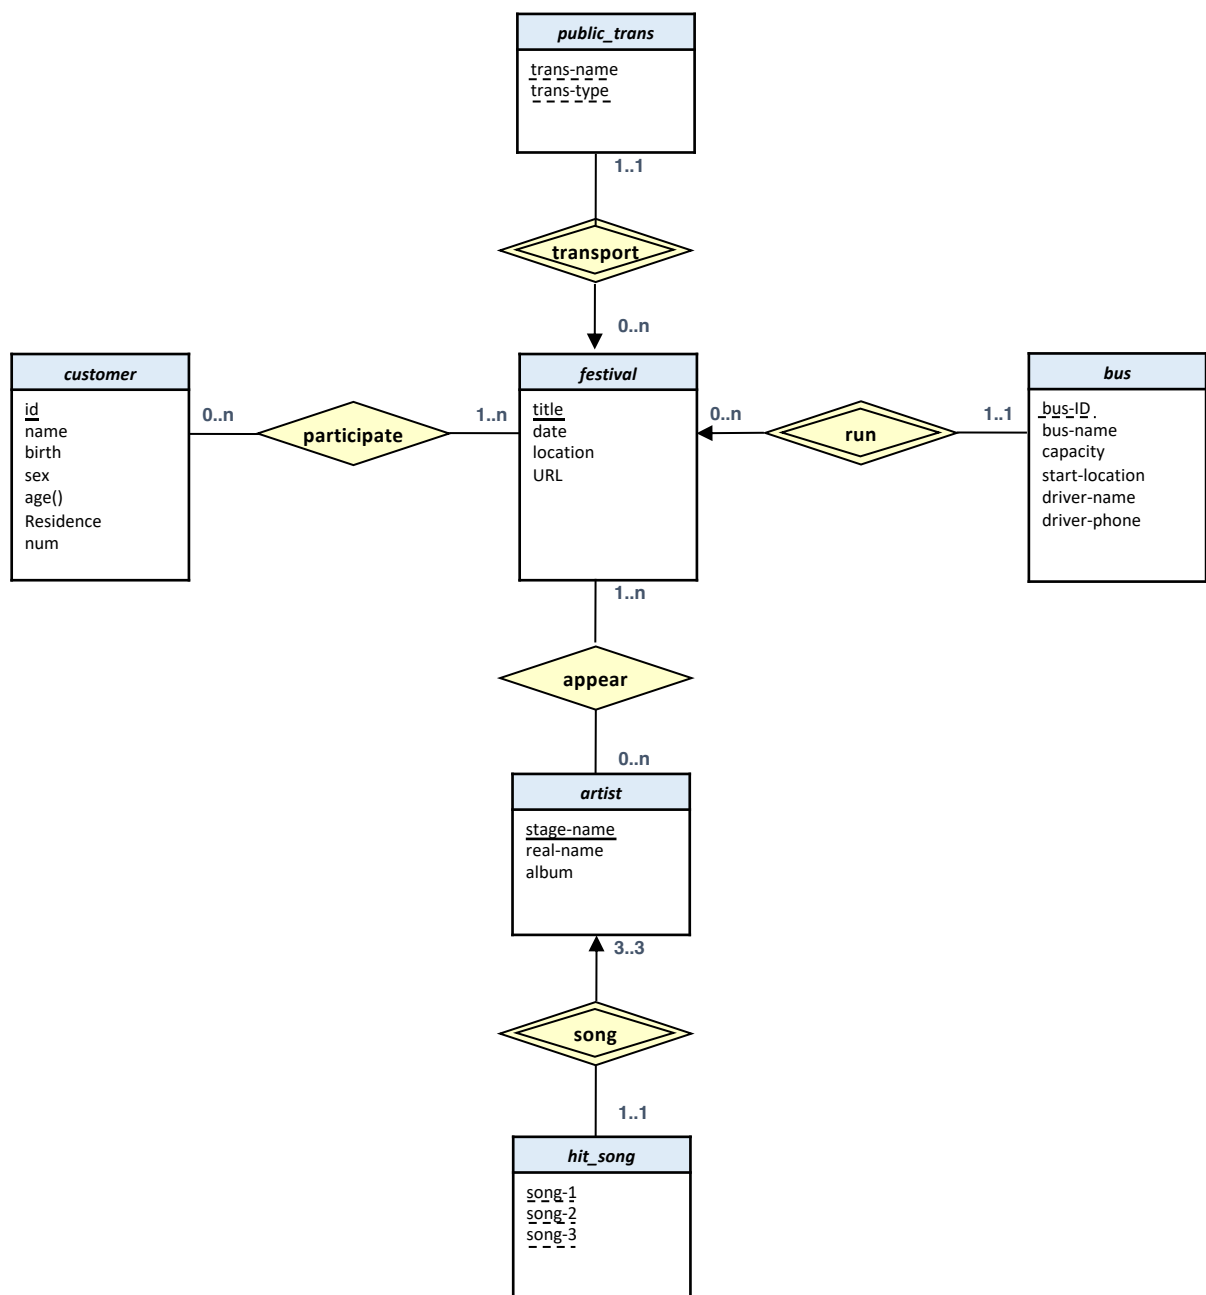 public_trans
trans-name
trans-type
1..1
transport
0..n
customer
id
name
birth
sex
age()
Residence
num
0..n
participate
1..n
festival
title
date
location
URL
0..n
run
1..1
bus
bus-ID
bus-name
capacity
start-location
driver-name
driver-phone
1..n
appear
0..n
artist
stage-name
real-name
album
3..3
song
1..1
hit_song
song-1
song-2
song-3